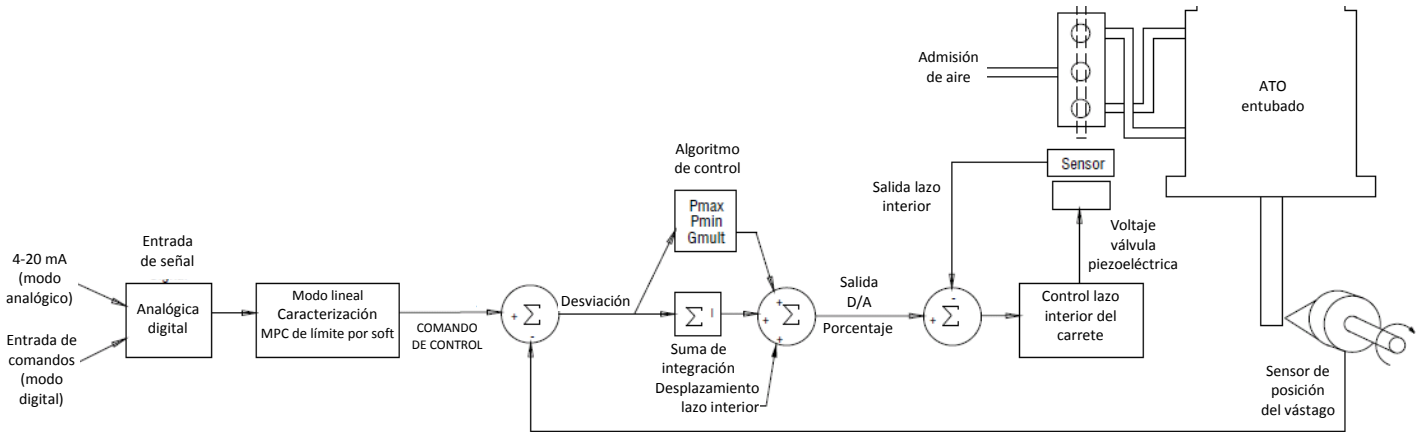 4-20 mA
(modo
analógico)
Entrada de
comandos
(modo
digital)
Entrada
de señal
Analógica
digital
Modo lineal
Caracterización
MPC de límite por soft
COMANDO
DE CONTROL
+ Σ
-
Desviación
Algoritmo
de control
Pmax
Pmin
Gmult
Σ I
Suma de
integración
Desplazamiento
lazo interior
+
+ Σ
+
Salida
D/A
Porcentaje
Salida lazo
interior
-
+ Σ
Control lazo
interior del
carrete
Voltaje
válvula
piezoeléctrica
Sensor
Admisión
de aire
ATO
entubado
Sensor de
posición
del vástago